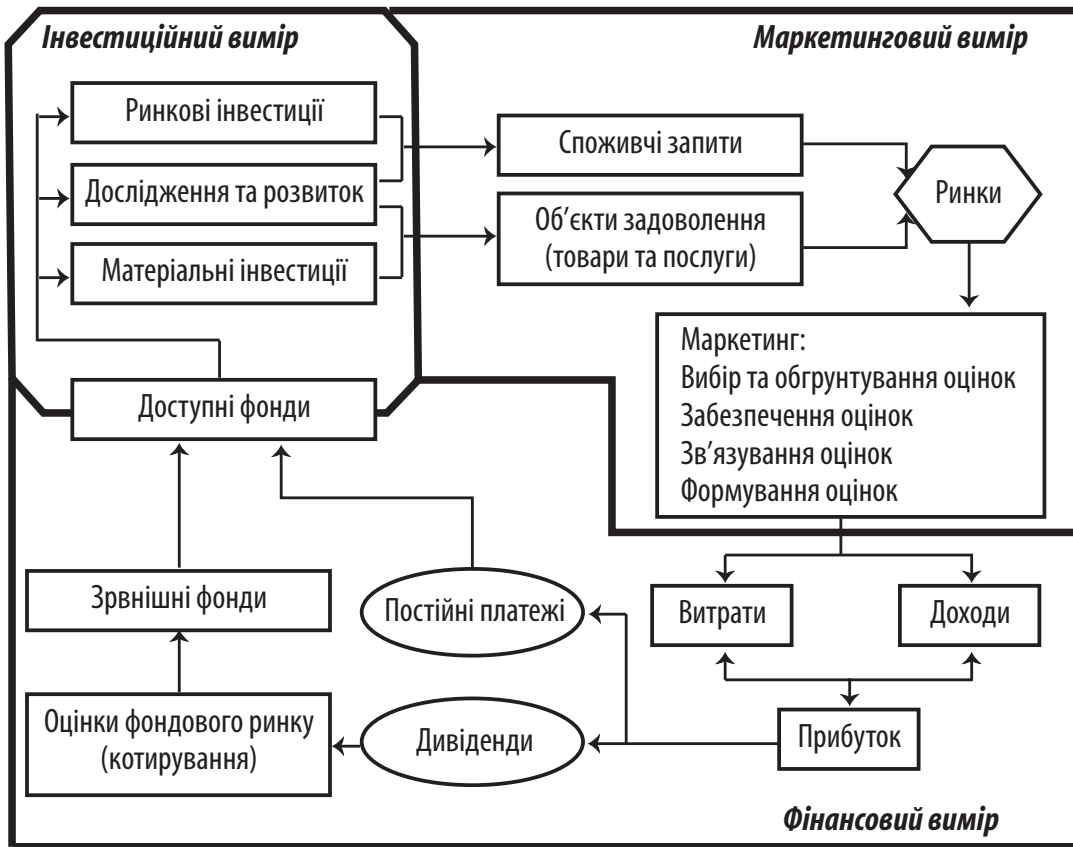 Інвестиційний вимір
Маркетинговий вимір
Ринкові інвестиції
Дослідження та розвиток
Матеріальні інвестиції
Споживчі запити
Об’єкти задоволення
(товари та послуги)
Ринки
Маркетинг:
Вибір та обгрунтування оцінок
Забезпечення оцінок
Зв’язування оцінок
Формування оцінок
Доступні фонди
Зрвнішні фонди
Постійні платежі
Витрати
Доходи
Оцінки фондового ринку
(котирування)
Дивіденди
Прибуток
Фінансовий вимір